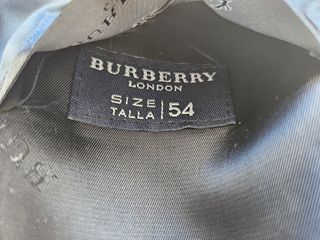 BURBERRY
LONDON
SIZE
TALLA | 54